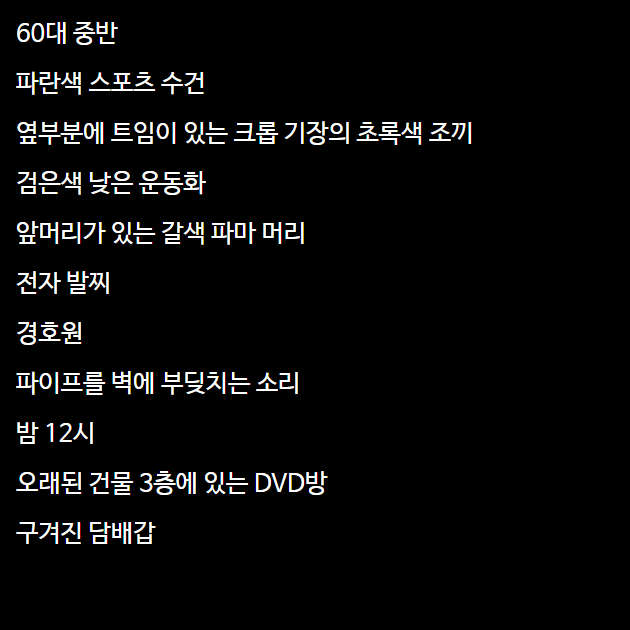 60대 중반
파란색 스포츠 수건
옆부분에 트임이 있는 크롭 기장의 초록색 조끼
검은색 낮은 운동화
앞머리가 있는 갈색 파마 머리
전자 발찌
경호원
파이프를 벽에 부딪치는 소리
밤 12시
오래된 건물 3층에 있는 DVD방
구겨진 담배갑